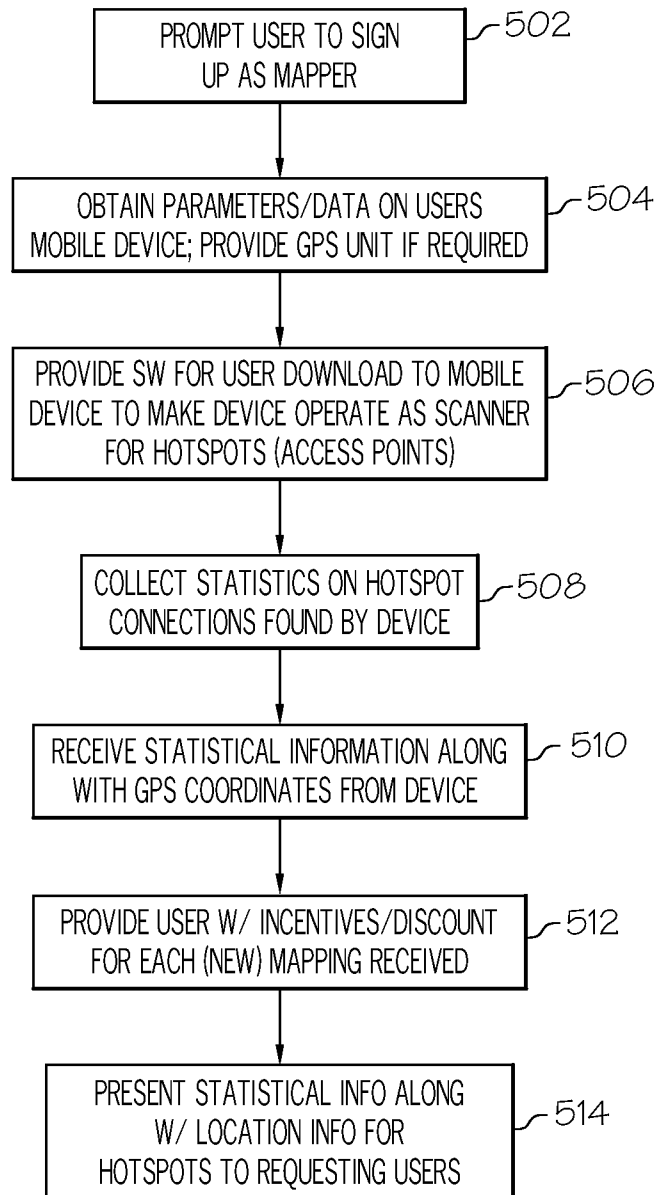 PROMPT USER TO SIGN
UP AS MAPPER
502
OBTAIN PARAMETERS/DATA ON USERS
MOBILE DEVICE; PROVIDE GPS UNIT IF REQUIRED
504
PROVIDE SW FOR USER DOWNLOAD TO MOBILE
DEVICE TO MAKE DEVICE OPERATE AS SCANNER
FOR HOTSPOTS (ACCESS POINTS)
506
COLLECT STATISTICS ON HOTSPOT
CONNECTIONS FOUND BY DEVICE
508
RECEIVE STATISTICAL INFORMATION ALONG
WITH GPS COORDINATES FROM DEVICE
510
PROVIDE USER W/ INCENTIVES/DISCOUNT
FOR EACH (NEW) MAPPING RECEIVED
512
PRESENT STATISTICAL INFO ALONG
W/ LOCATION INFO FOR
HOTSPOTS TO REQUESTING USERS
514